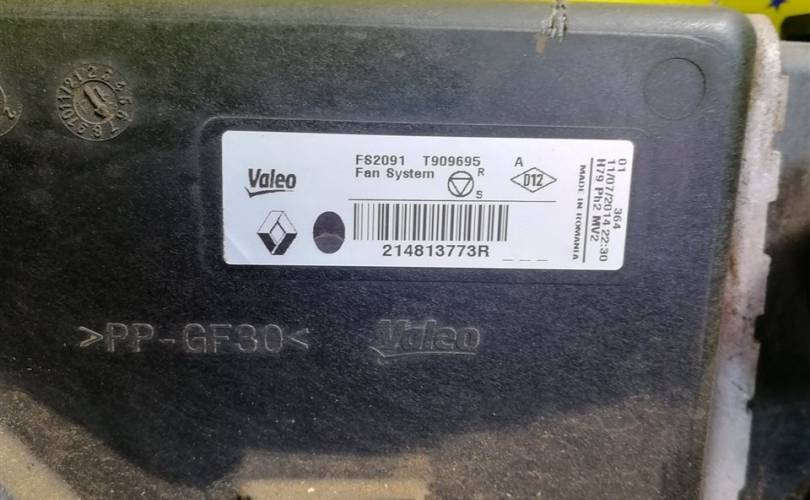 Valeo
FS2091 T909695
Fan System
R
S
A
D12
214813773R
MADE IN ROMANIA
01 364
11/07/2014 22:30
H79 Ph2 MV2
>PP-GF30<
Valeo